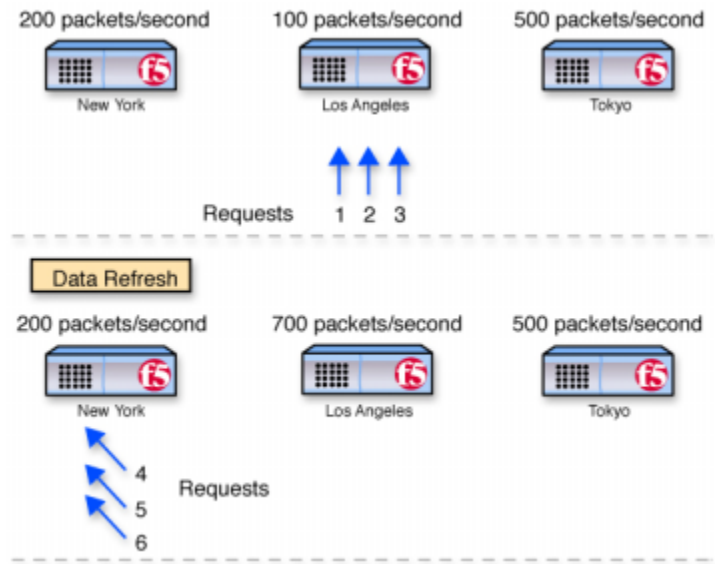 200 packets/second 100 packets/second 500 packets/second
f5 f5 f5
New York Los Angeles Tokyo
Requests 1 2 3
Data Refresh
200 packets/second 700 packets/second 500 packets/second
f5 f5 f5
New York Los Angeles Tokyo
4
Requests
5
6